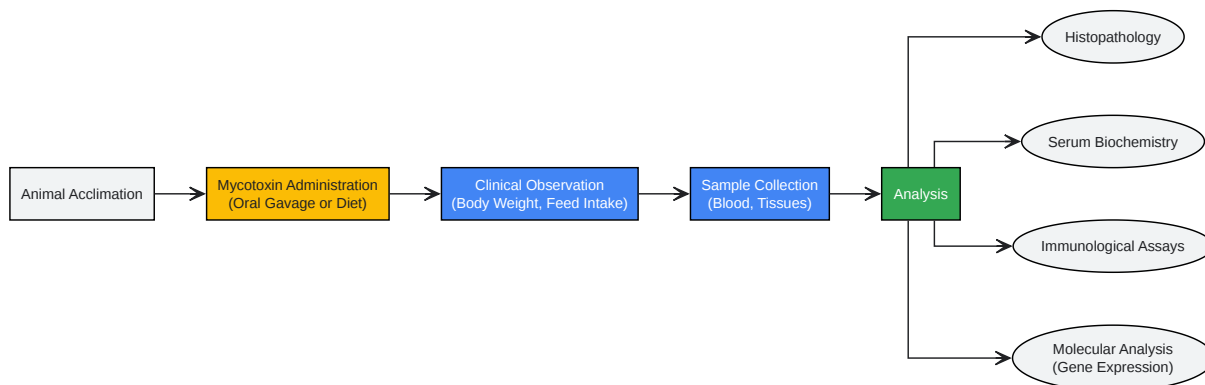 Animal Acclimation
Mycotoxin Administration
(Oral Gavage or Diet)
Clinical Observation
(Body Weight, Feed Intake)
Sample Collection
(Blood, Tissues)
Analysis
Histopathology
Serum Biochemistry
Immunological Assays
Molecular Analysis
(Gene Expression)